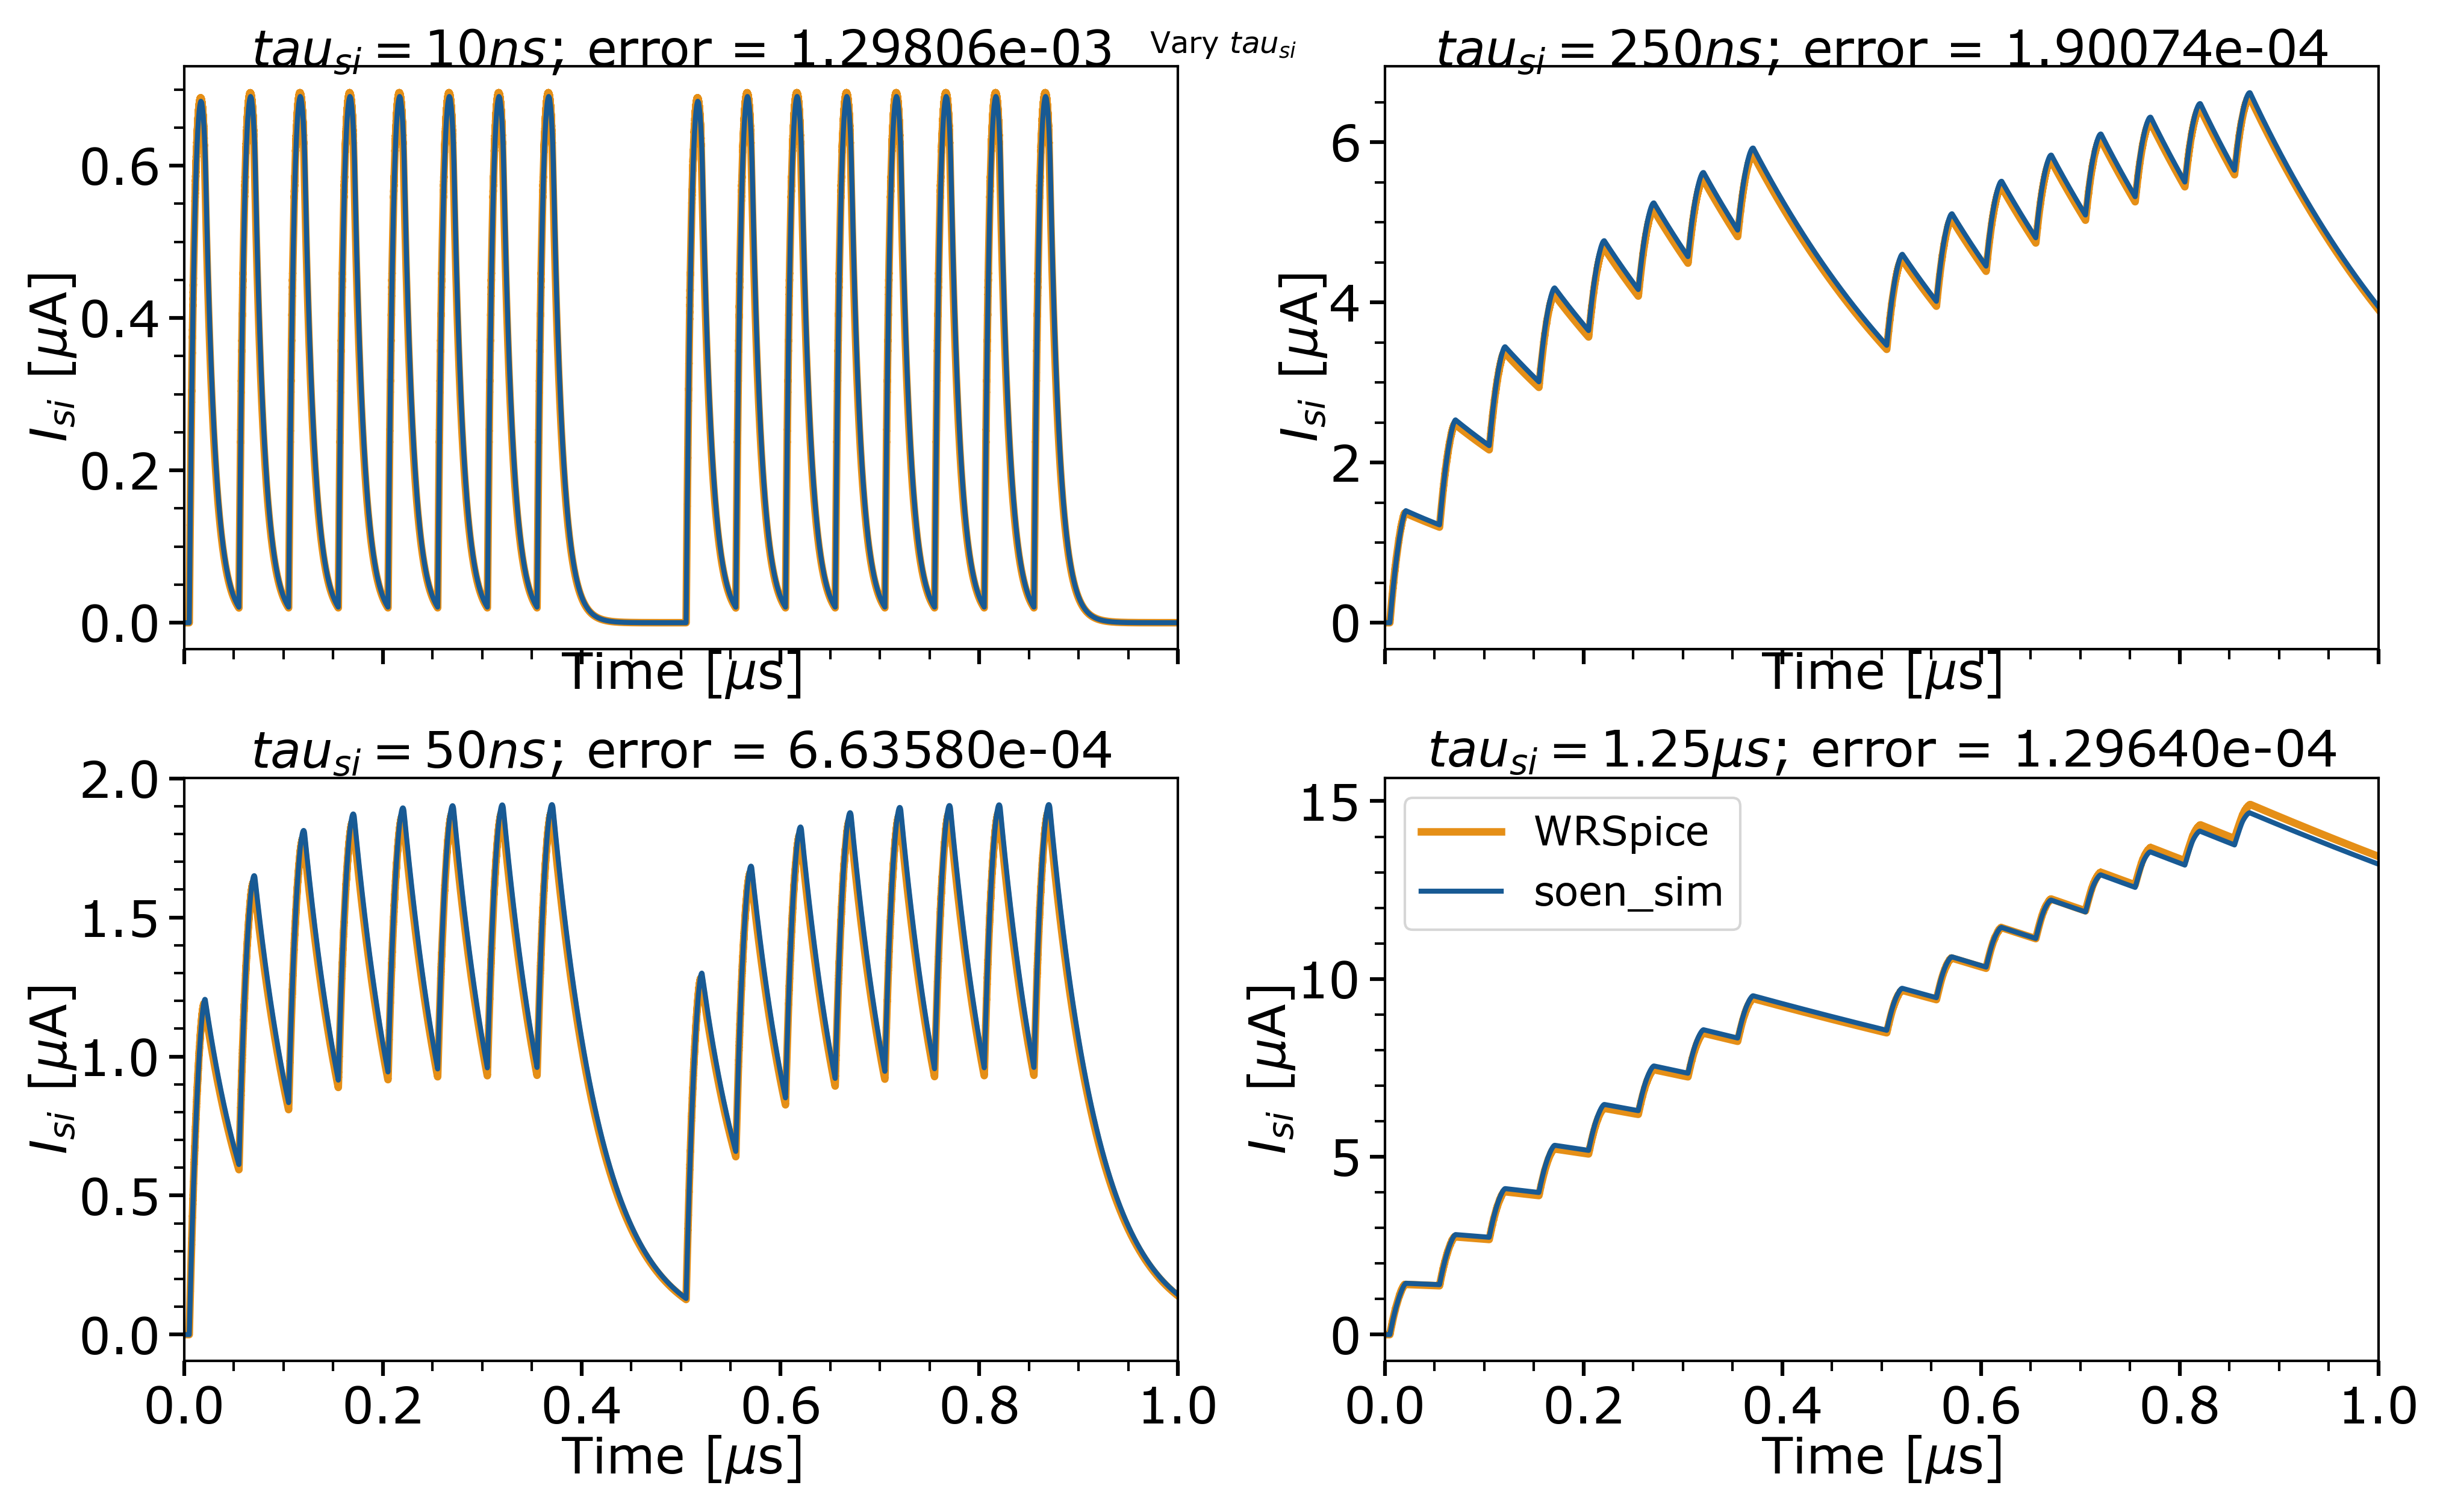 Vary tau_si
tau_si = 10ns; error = 1.29806e-03
I_si [μA]
0.6
0.4
0.2
0.0
Time [μs]
tau_si = 250ns; error = 1.90074e-04
I_si [μA]
6
4
2
0
Time [μs]
tau_si = 50ns; error = 6.63580e-04
I_si [μA]
2.0
1.5
1.0
0.5
0.0
0.0 0.2 0.4 0.6 0.8 1.0
Time [μs]
tau_si = 1.25μs; error = 1.29640e-04
I_si [μA]
15
10
5
0
WRSpice
soen_sim
0.0 0.2 0.4 0.6 0.8 1.0
Time [μs]